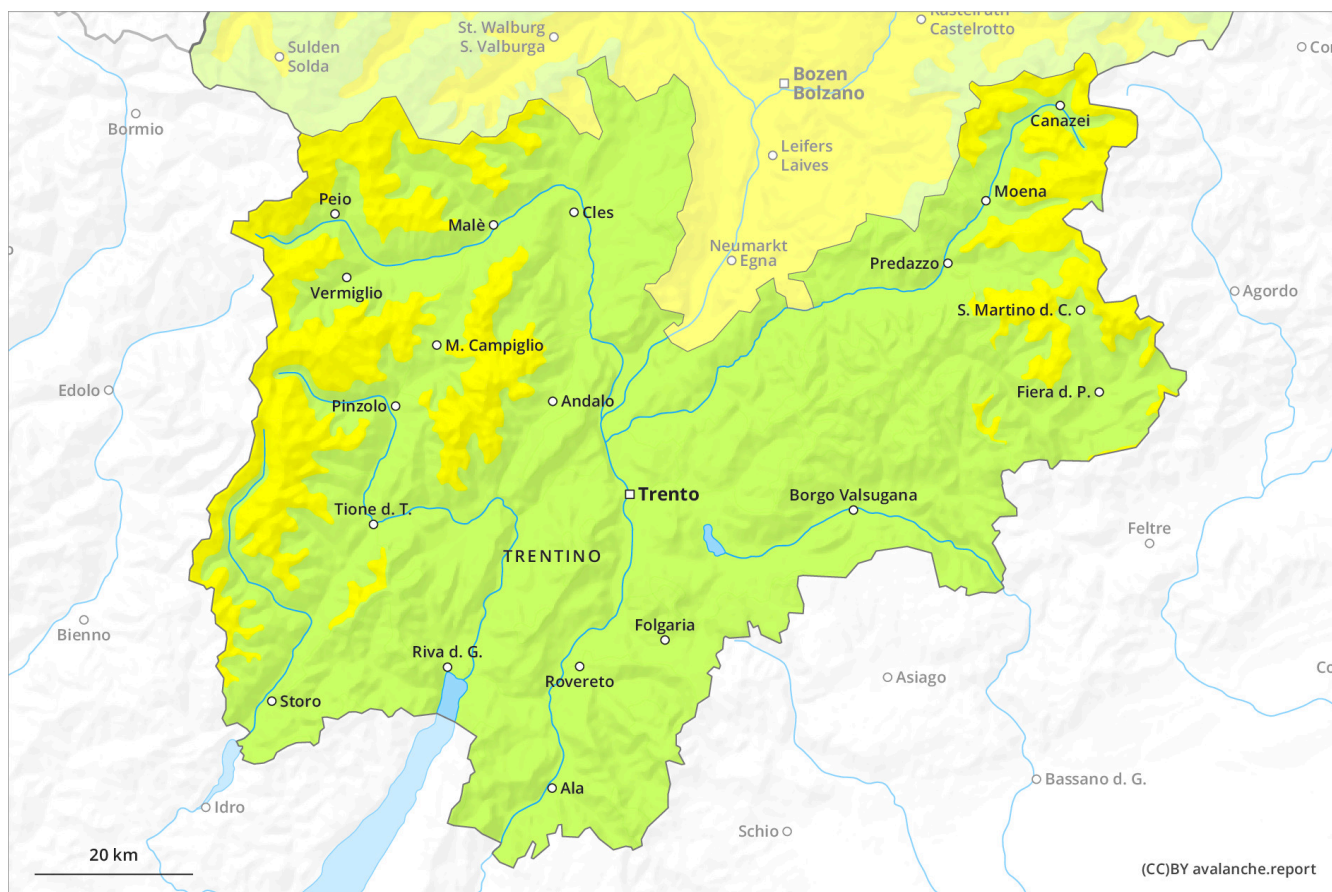 Kastelruth
Castelrotto
St. Walburg
S. Valburga
Sulden
Solda
Bozen
Bolzano
Canazei
Bormio
Leifers
Laives
Moena
Peio
Malè
Cles
Neumarkt
Egna
Predazzo
Vermiglio
Agordo
S. Martino d. C.
M. Campiglio
Edolo
Pinzolo
Andalo
Fiera d. P.
Trento
Borgo Valsugana
Tione d. T.
Feltre
TRENTINO
Bienno
Folgaria
Riva d. G.
Rovereto
Asiago
Storo
Ala
Bassano d. G.
Idro
Schio
20 km
(CC)BY avalanche.report